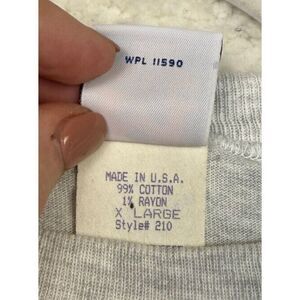 WPL 11590
MADE IN U.S.A.
99% COTTON
1% RAYON
X LARGE
Style# 210